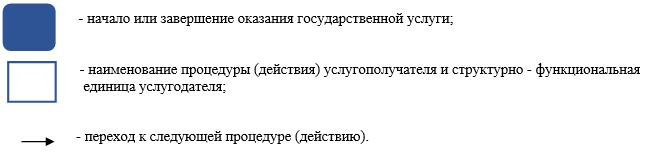 - начало или завершение оказания государственной услуги;
- наименование процедуры (действия) услугополучателя и структурно - функциональная
единица услугодателя;
- переход к следующей процедуре (действию).